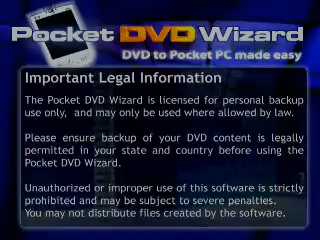 Pocket DVD Wizard
DVD to Pocket PC made easy
Important Legal Information
The Pocket DVD Wizard is licensed for personal backup
use only, and may only be used where allowed by law.
Please ensure backup of your DVD content is legally
permitted in your state and country before using the
Pocket DVD Wizard.
Unauthorized or improper use of this software is strictly
prohibited and may be subject to severe penalties.
You may not distribute files created by the software.